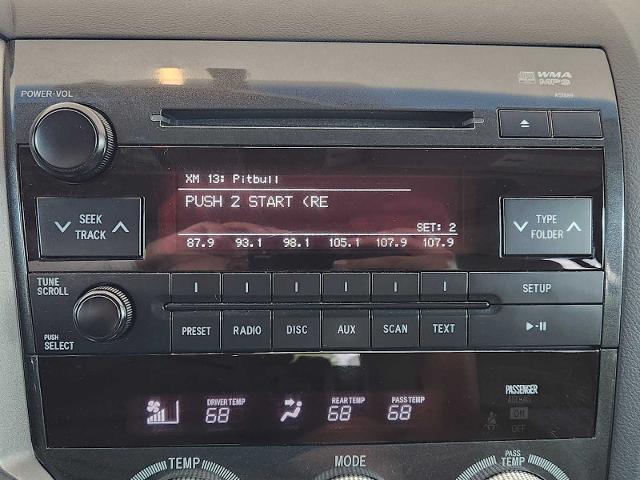 WMA
MP3
POWER·VOL
XM 13: Pitbull
PUSH 2 START (RE
SET: 2
87.9 93.1 98.1 105.1 107.9 107.9
SEEK
TRACK
TYPE
FOLDER
TUNE
SCROLL
PUSH
SELECT
SETUP
PRESET RADIO DISC AUX SCAN TEXT
DRIVER TEMP
68
REAR TEMP
68
PASS TEMP
68
PASSENGER
AIRBAG
ON
OFF
TEMP
MODE
PASS
TEMP